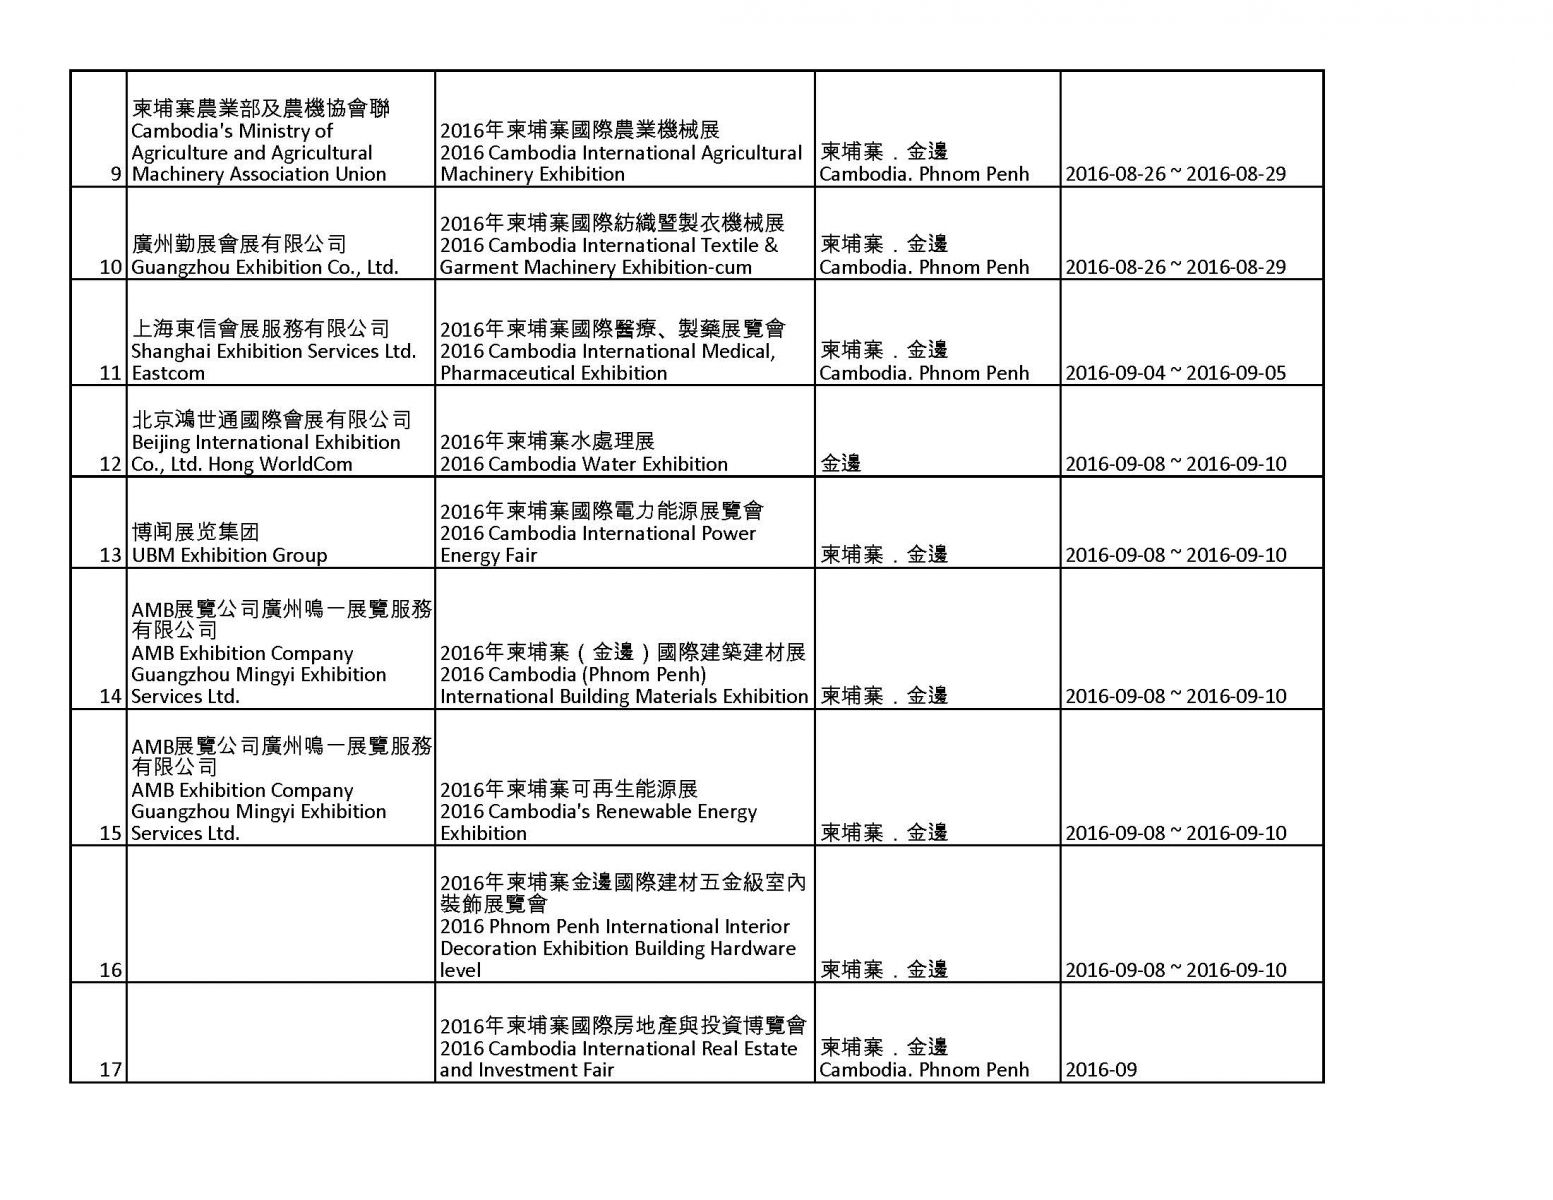 9
柬埔寨農業部及農機協會聯
Cambodia's Ministry of
Agriculture and Agricultural
Machinery Association Union
2016年柬埔寨國際農業機械展
2016 Cambodia International Agricultural
Machinery Exhibition
柬埔寨．金邊
Cambodia. Phnom Penh
2016-08-26 ~ 2016-08-29
10
廣州勤展會展有限公司
Guangzhou Exhibition Co., Ltd.
2016年柬埔寨國際紡織暨製衣機械展
2016 Cambodia International Textile &
Garment Machinery Exhibition-cum
柬埔寨．金邊
Cambodia. Phnom Penh
2016-08-26 ~ 2016-08-29
11
上海東信會展服務有限公司
Shanghai Exhibition Services Ltd.
Eastcom
2016年柬埔寨國際醫療、製藥展覽會
2016 Cambodia International Medical,
Pharmaceutical Exhibition
柬埔寨．金邊
Cambodia. Phnom Penh
2016-09-04 ~ 2016-09-05
12
北京鴻世通國際會展有限公司
Beijing International Exhibition
Co., Ltd. Hong WorldCom
2016年柬埔寨水處理展
2016 Cambodia Water Exhibition
金邊
2016-09-08 ~ 2016-09-10
13
博闻展览集团
UBM Exhibition Group
2016年柬埔寨國際電力能源展覽會
2016 Cambodia International Power
Energy Fair
柬埔寨．金邊
2016-09-08 ~ 2016-09-10
14
AMB展覽公司廣州鳴一展覽服務
有限公司
AMB Exhibition Company
Guangzhou Mingyi Exhibition
Services Ltd.
2016年柬埔寨（金邊）國際建築建材展
2016 Cambodia (Phnom Penh)
International Building Materials Exhibition
柬埔寨．金邊
2016-09-08 ~ 2016-09-10
15
AMB展覽公司廣州鳴一展覽服務
有限公司
AMB Exhibition Company
Guangzhou Mingyi Exhibition
Services Ltd.
2016年柬埔寨可再生能源展
2016 Cambodia's Renewable Energy
Exhibition
柬埔寨．金邊
2016-09-08 ~ 2016-09-10
16
2016年柬埔寨金邊國際建材五金級室內
裝飾展覽會
2016 Phnom Penh International Interior
Decoration Exhibition Building Hardware
level
柬埔寨．金邊
2016-09-08 ~ 2016-09-10
17
2016年柬埔寨國際房地產與投資博覽會
2016 Cambodia International Real Estate
and Investment Fair
柬埔寨．金邊
Cambodia. Phnom Penh
2016-09